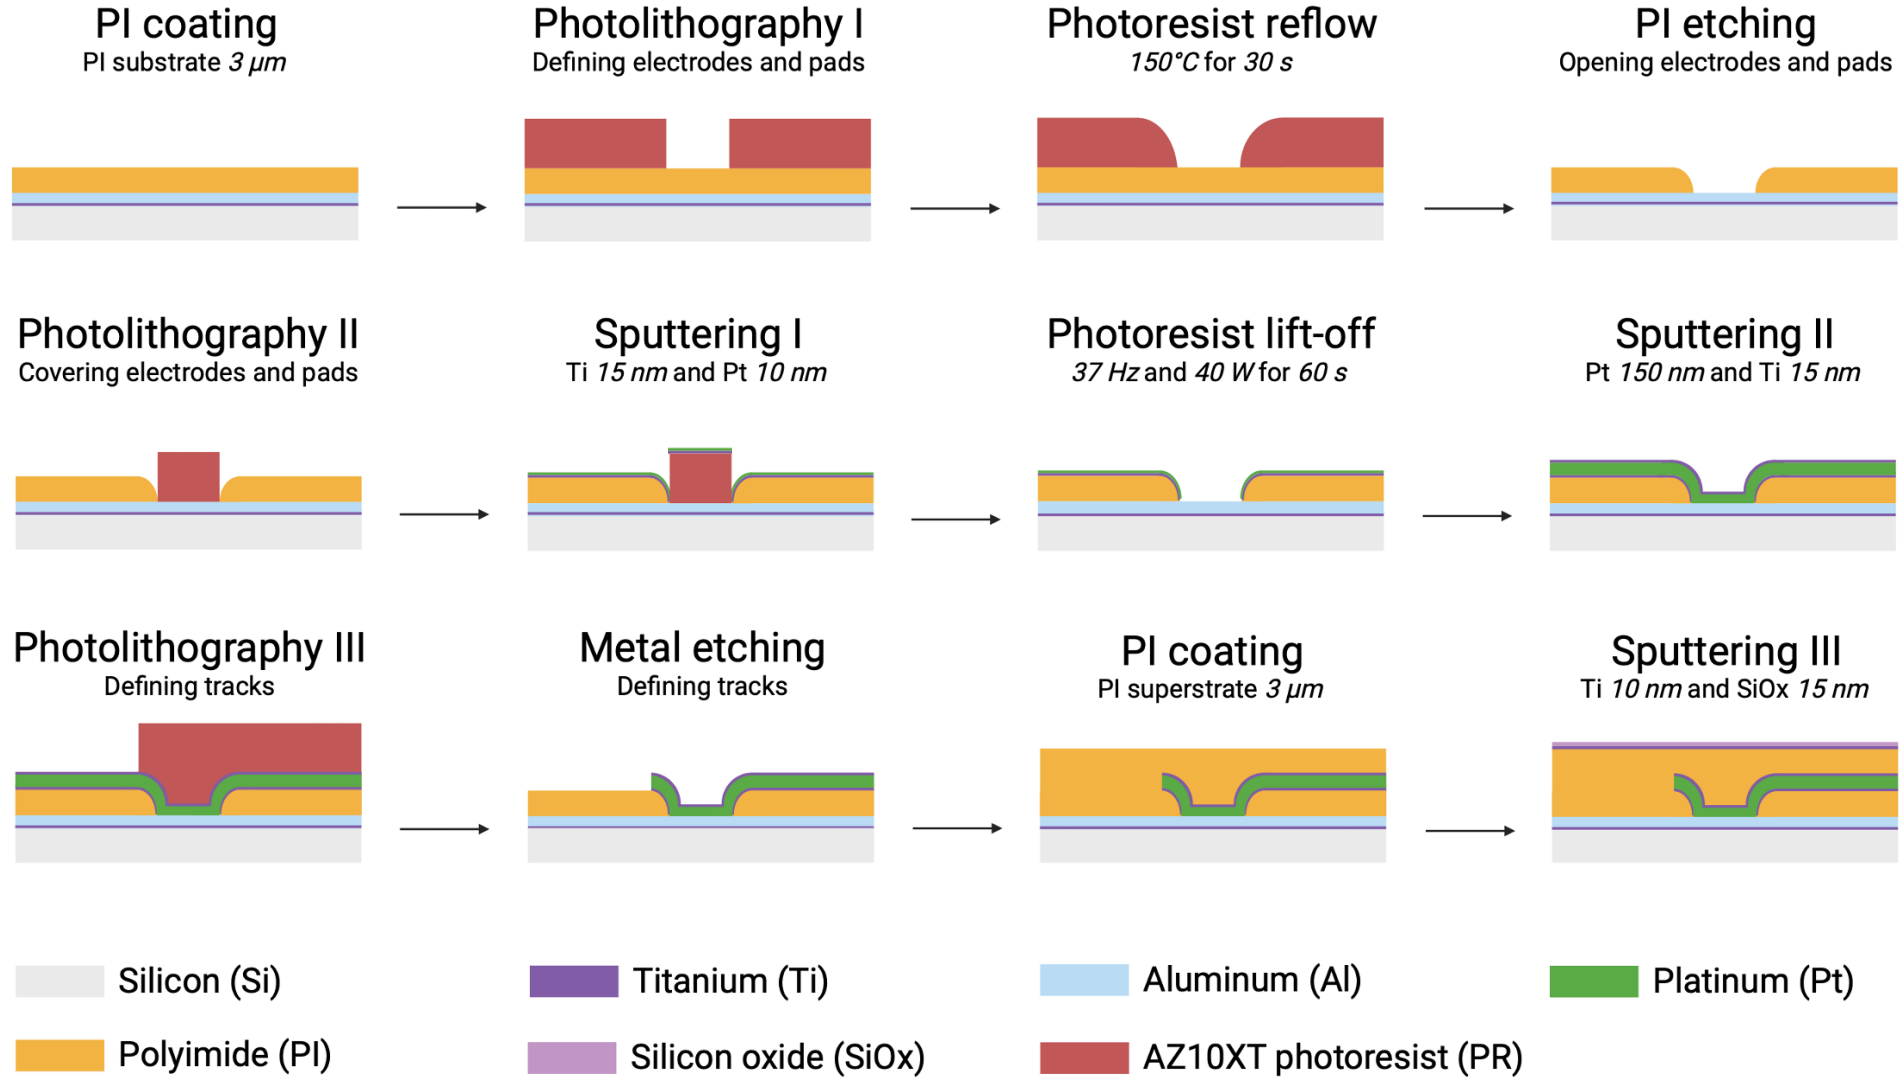 PI coating
PI substrate 3 µm
Photolithography I
Defining electrodes and pads
Photoresist reflow
150°C for 30 s
PI etching
Opening electrodes and pads
Photolithography II
Covering electrodes and pads
Sputtering I
Ti 15 nm and Pt 10 nm
Photoresist lift-off
37 Hz and 40 W for 60 s
Sputtering II
Pt 150 nm and Ti 15 nm
Photolithography III
Defining tracks
Metal etching
Defining tracks
PI coating
PI superstrate 3 µm
Sputtering III
Ti 10 nm and SiOx 15 nm
Silicon (Si)
Titanium (Ti)
Aluminum (Al)
Platinum (Pt)
Polyimide (PI)
Silicon oxide (SiOx)
AZ10XT photoresist (PR)